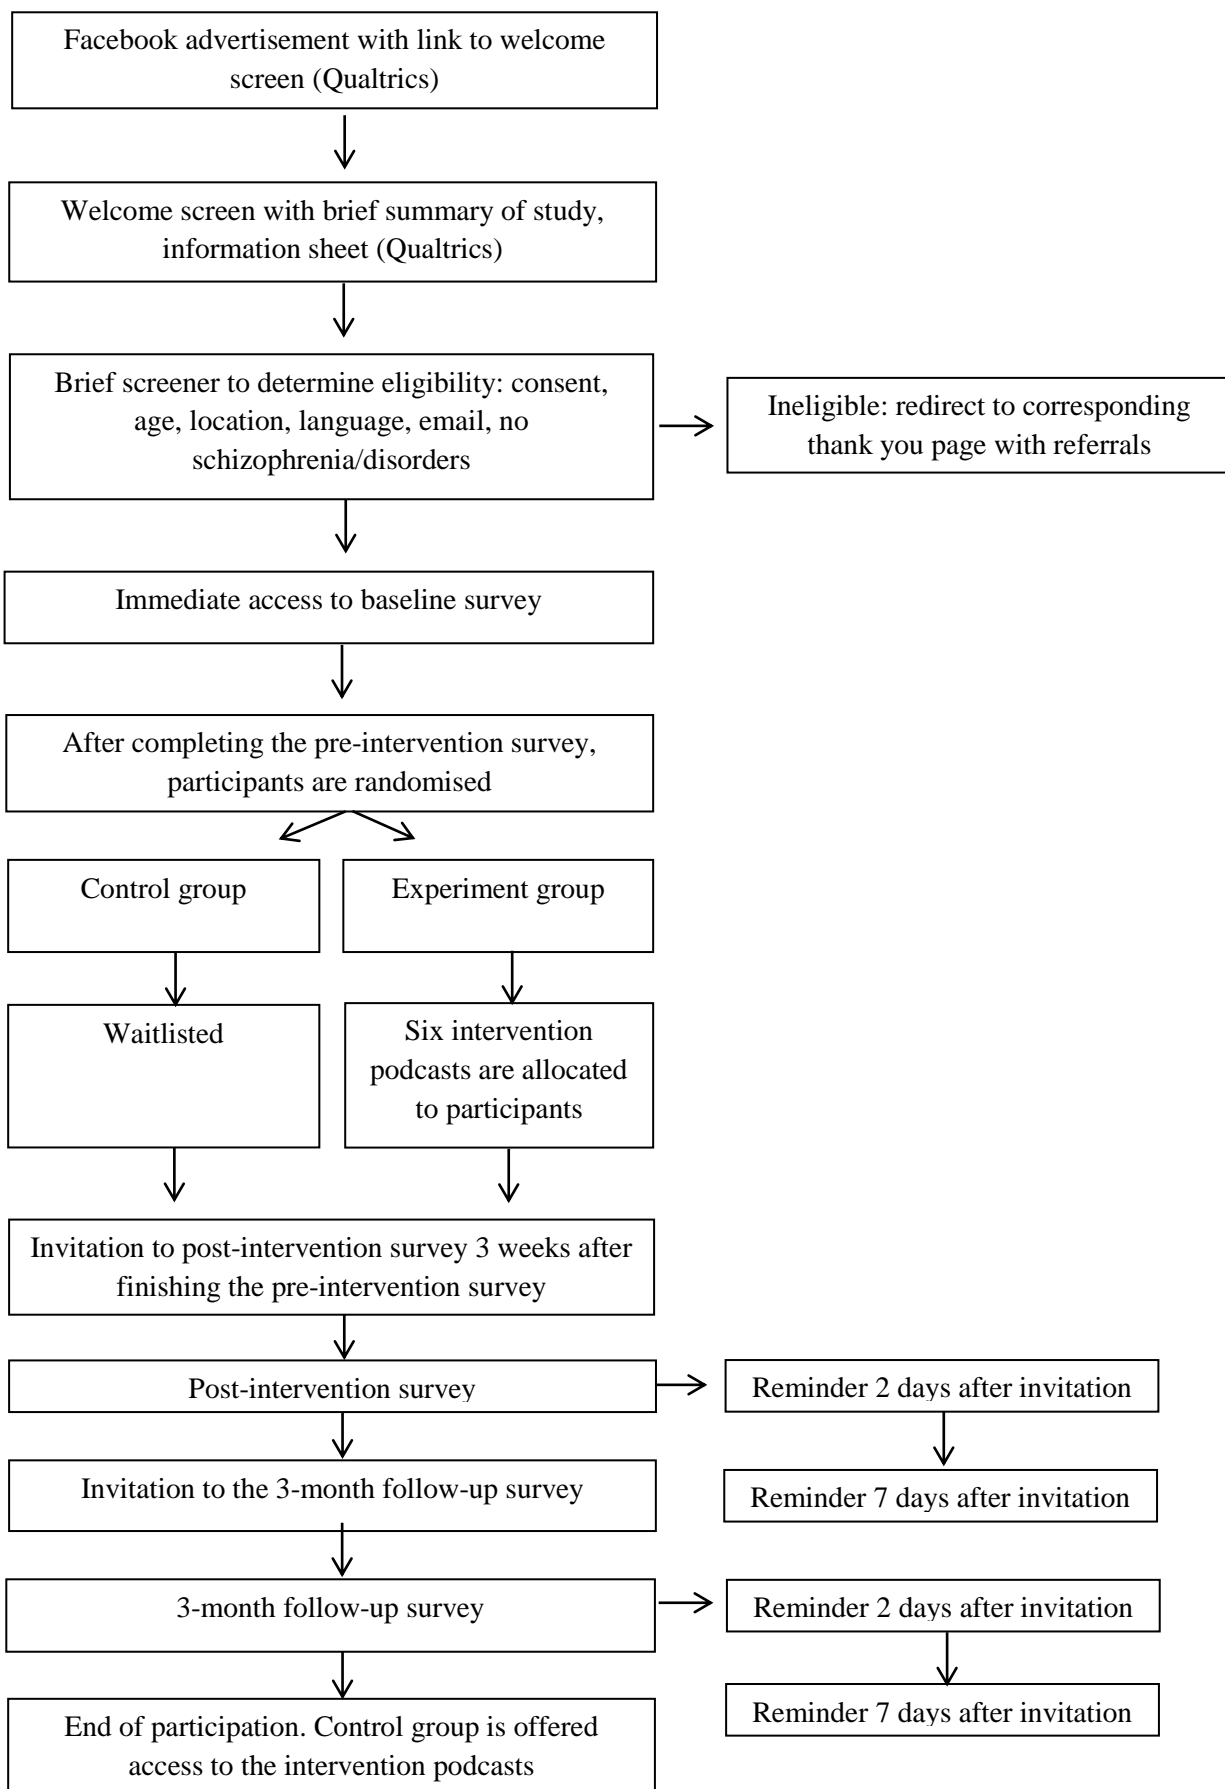 Facebook advertisement with link to welcome
screen (Qualtrics)
Welcome screen with brief summary of study,
information sheet (Qualtrics)
Brief screener to determine eligibility: consent,
age, location, language, email, no
schizophrenia/disorders
Ineligible: redirect to corresponding
thank you page with referrals
Immediate access to baseline survey
After completing the pre-intervention survey,
participants are randomised
Control group
Experiment group
Waitlisted
Six intervention
podcasts are allocated
to participants
Invitation to post-intervention survey 3 weeks after
finishing the pre-intervention survey
Post-intervention survey
Reminder 2 days after invitation
Invitation to the 3-month follow-up survey
Reminder 7 days after invitation
3-month follow-up survey
Reminder 2 days after invitation
End of participation. Control group is offered
access to the intervention podcasts
Reminder 7 days after invitation